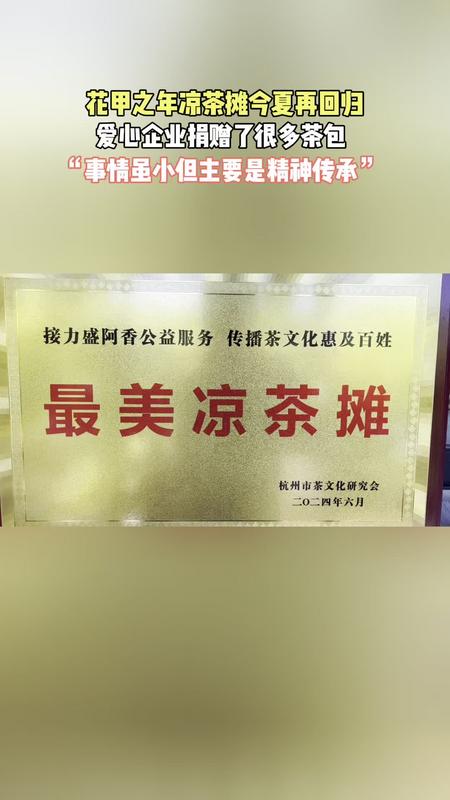 花甲之年凉茶摊今夏再回归
爱心企业捐赠了很多茶包
“事情虽小但主要是精神传承”
接力盛阿香公益服务 传播茶文化惠及百姓
最美凉茶摊
杭州市茶文化研究会
二〇二四年六月